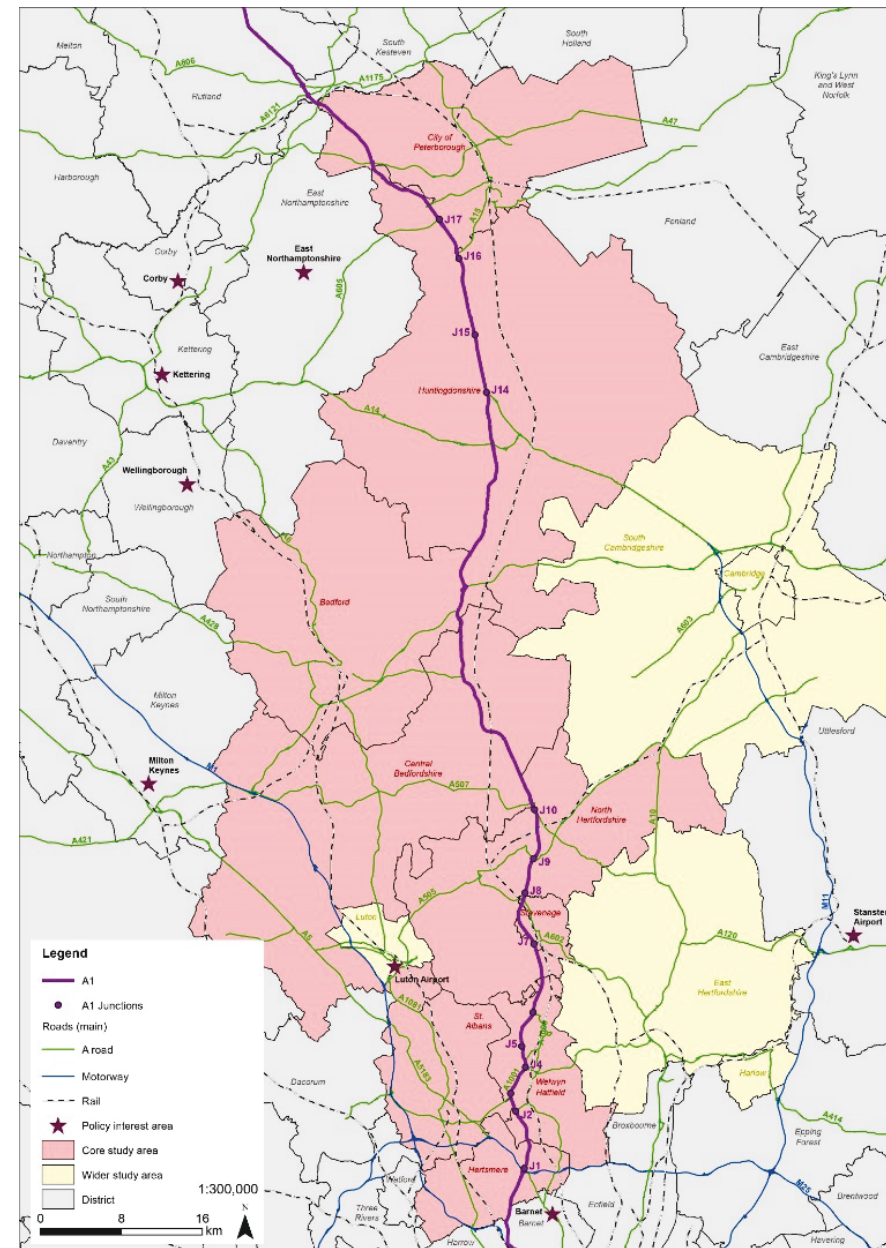 Melton
A606
South
Kesteven
South
Holland
A1175
Rutland
A6121
King's Lynn
and West
Norfolk
City of
Peterborough
A47
Harborough
East
Northamptonshire
J17
A15
Fenland
Corby
Corby
East
Northamptonshire
J16
A605
J15
East
Cambridgeshire
Kettering
Kettering
Huntingdonshire
J14
A14
Daventry
A43
Wellingborough
Wellingborough
A6
South
Cambridgeshire
Northampton
Cambridge
South
Northamptonshire
Bedford
A428
A603
Milton
Keynes
Uttlesford
Milton
Keynes
M1
Central
Bedfordshire
A507
J10
North
Hertfordshire
A10
A421
J9
J8
A505
Stevenage
M11
Luton
Stansted
Airport
A5
J7
A602
A120
Luton Airport
East
Hertfordshire
A1081
St.
Albans
J5
J4
Harlow
Dacorum
A5183
A1001
Welwyn
Hatfield
J2
Broxbourne
A414
Epping
Forest
Hertsmere
J1
Watford
M25
Three
Rivers
Barnet
Barnet
Enfield
Brentwood
Harrow
Havering
Legend
A1
A1 Junctions
Roads (main)
A road
Motorway
Rail
Policy interest area
Core study area
Wider study area
District
1:300,000
N
0 8 16
km